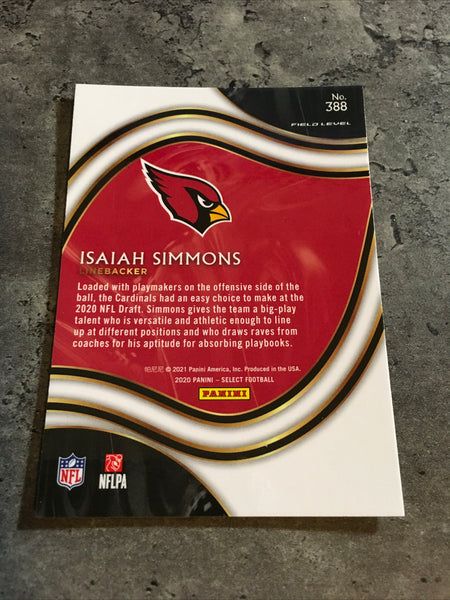 No.
388
FIELD LEVEL
ISAIAH SIMMONS
LINEBACKER
Loaded with playmakers on the offensive side of the
ball, the Cardinals had an easy choice to make at the
2020 NFL Draft. Simmons gives the team a big-play
talent who is versatile and athletic enough to line
up at different positions and who draws raves from
coaches for his aptitude for absorbing playbooks.
帕尼尼 © 2021 Panini America, Inc. Produced in the USA.
2020 PANINI – SELECT FOOTBALL
PANINI
NFL
NFLPA